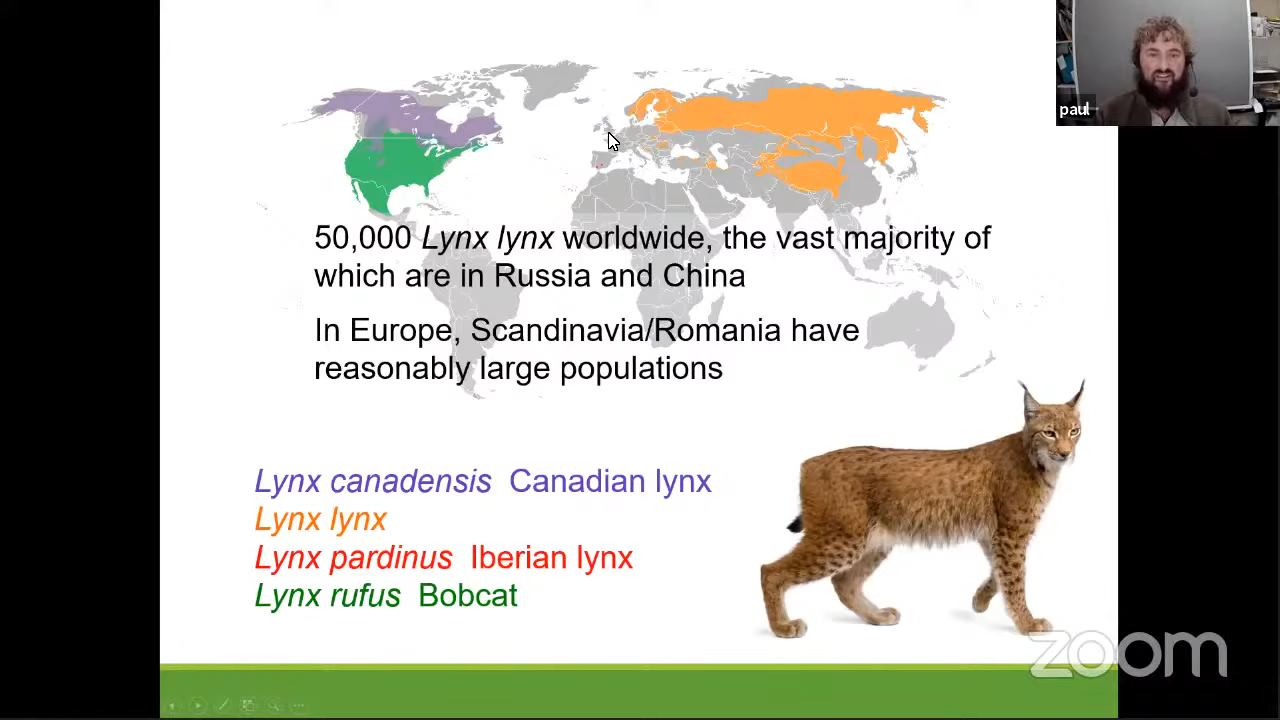 paul
50,000 Lynx lynx worldwide, the vast majority of
which are in Russia and China
In Europe, Scandinavia/Romania have
reasonably large populations
Lynx canadensis Canadian lynx
Lynx lynx
Lynx pardinus Iberian lynx
Lynx rufus Bobcat
zoom